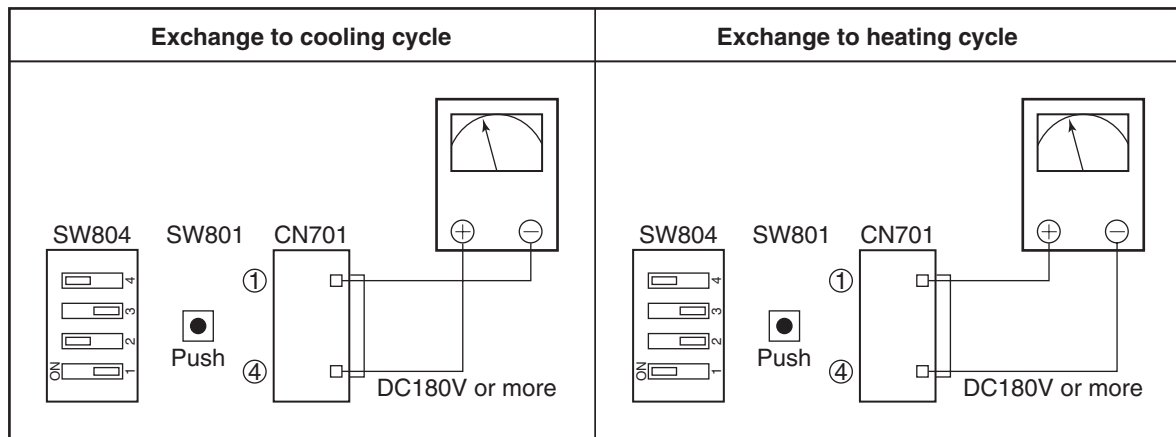 Exchange to cooling cycle
SW804 SW801 CN701
+ −
4
3
2
1
ON
Push
①
④
DC180V or more
Exchange to heating cycle
SW804 SW801 CN701
+ −
4
3
2
1
ON
Push
①
④
DC180V or more